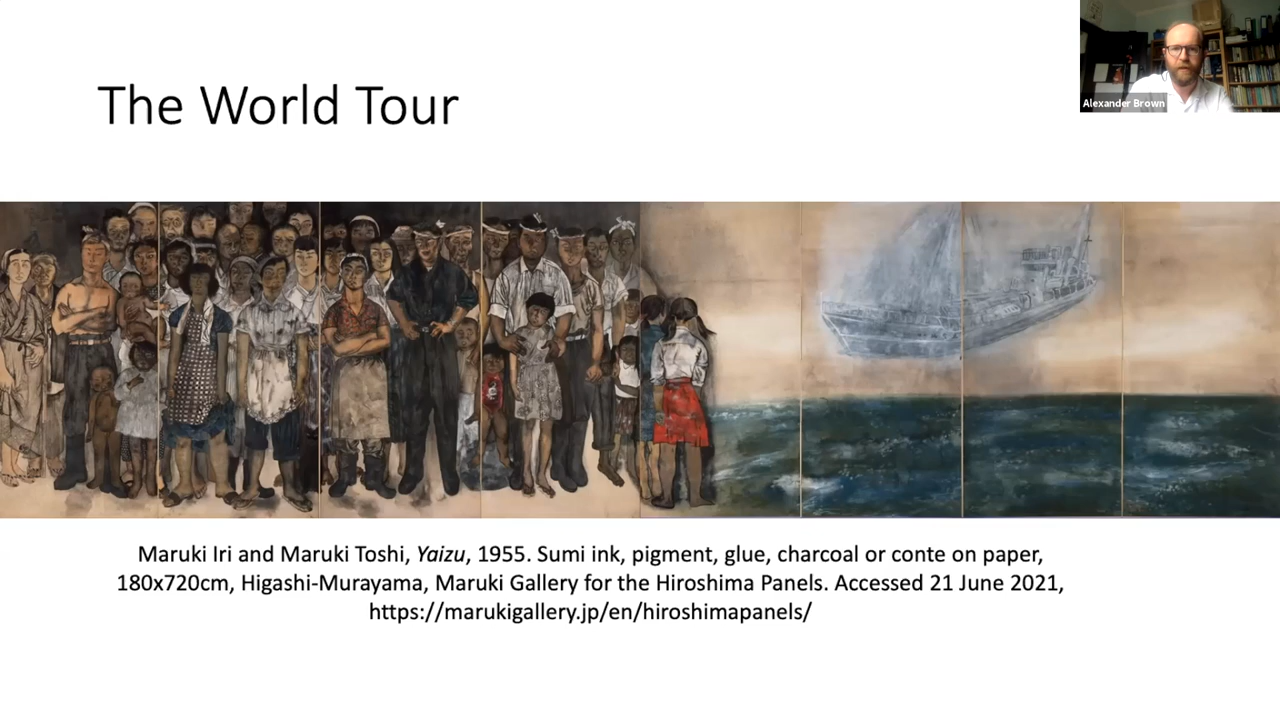 The World Tour
Alexander Brown
Maruki Iri and Maruki Toshi, Yaizu, 1955. Sumi ink, pigment, glue, charcoal or conte on paper,
180x720cm, Higashi-Murayama, Maruki Gallery for the Hiroshima Panels. Accessed 21 June 2021,
https://marukigallery.jp/en/hiroshimapanels/